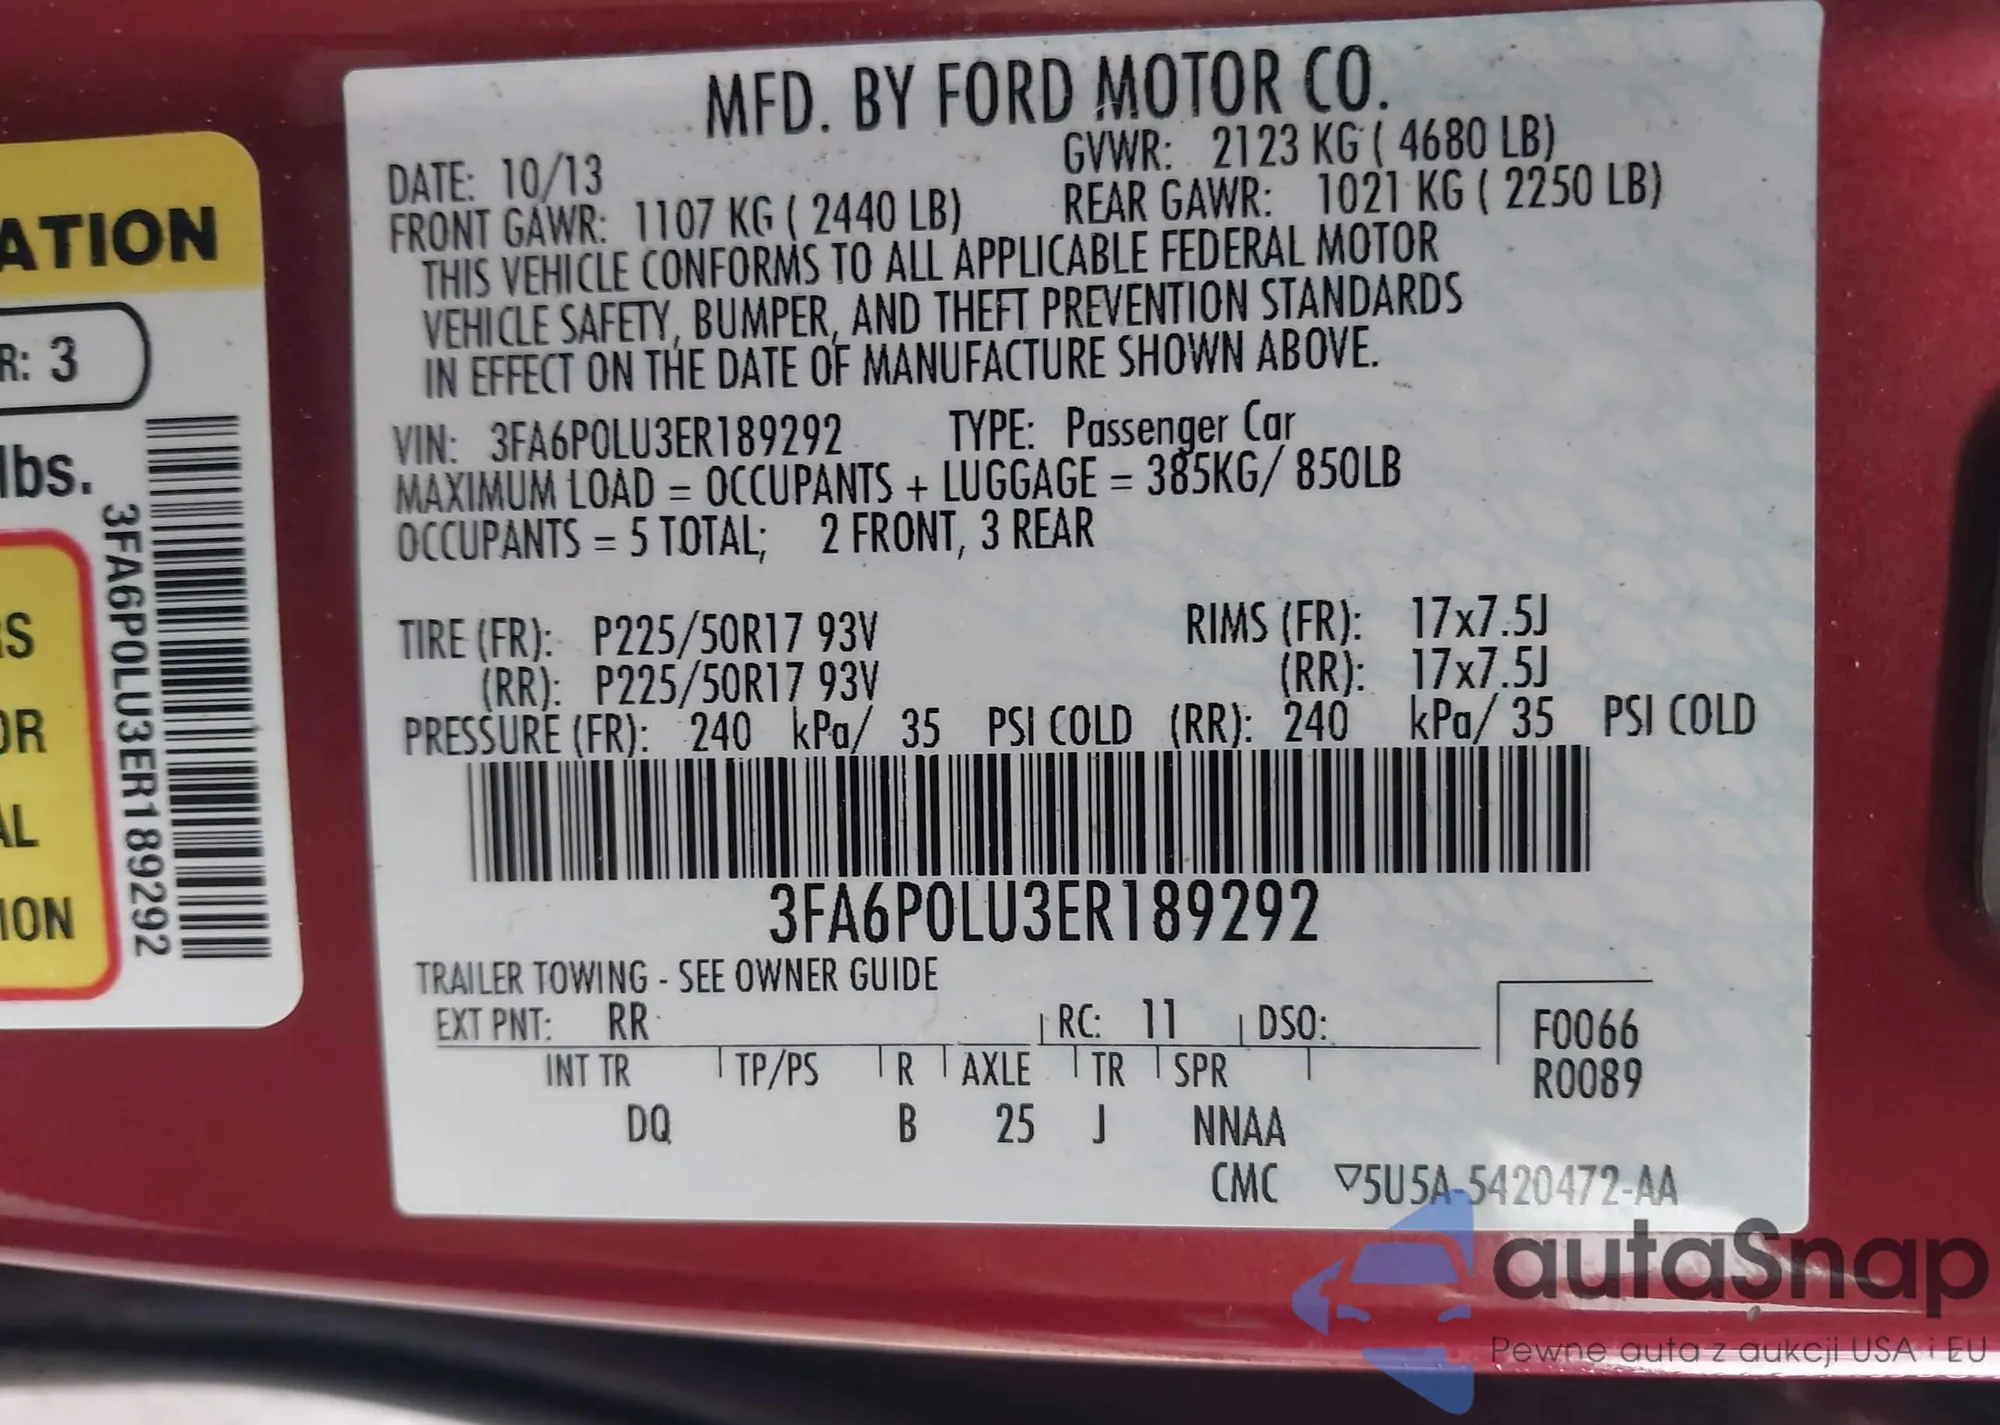 MFD. BY FORD MOTOR CO.
DATE: 10/13 GVWR: 2123 KG ( 4680 LB)
FRONT GAWR: 1107 KG ( 2440 LB) REAR GAWR: 1021 KG ( 2250 LB)
THIS VEHICLE CONFORMS TO ALL APPLICABLE FEDERAL MOTOR
VEHICLE SAFETY, BUMPER, AND THEFT PREVENTION STANDARDS
IN EFFECT ON THE DATE OF MANUFACTURE SHOWN ABOVE.
VIN: 3FA6P0LU3ER189292 TYPE: Passenger Car
MAXIMUM LOAD = OCCUPANTS + LUGGAGE = 385KG/ 850LB
OCCUPANTS = 5 TOTAL; 2 FRONT, 3 REAR
TIRE (FR): P225/50R17 93V RIMS (FR): 17x7.5J
(RR): P225/50R17 93V (RR): 17x7.5J
PRESSURE (FR): 240 kPa/ 35 PSI COLD (RR): 240 kPa/ 35 PSI COLD
3FA6P0LU3ER189292
TRAILER TOWING - SEE OWNER GUIDE
EXT PNT: RR RC: 11 DSO: F0066
INT TR TP/PS R AXLE TR SPR R0089
DQ B 25 J NNAA
CMC ▽5U5A-5420472-AA
ATION
R: 3
lbs.
3FA6P0LU3ER189292
RS
OR
AL
ION
autaSnap
Pewne auta z aukcji USA i EU